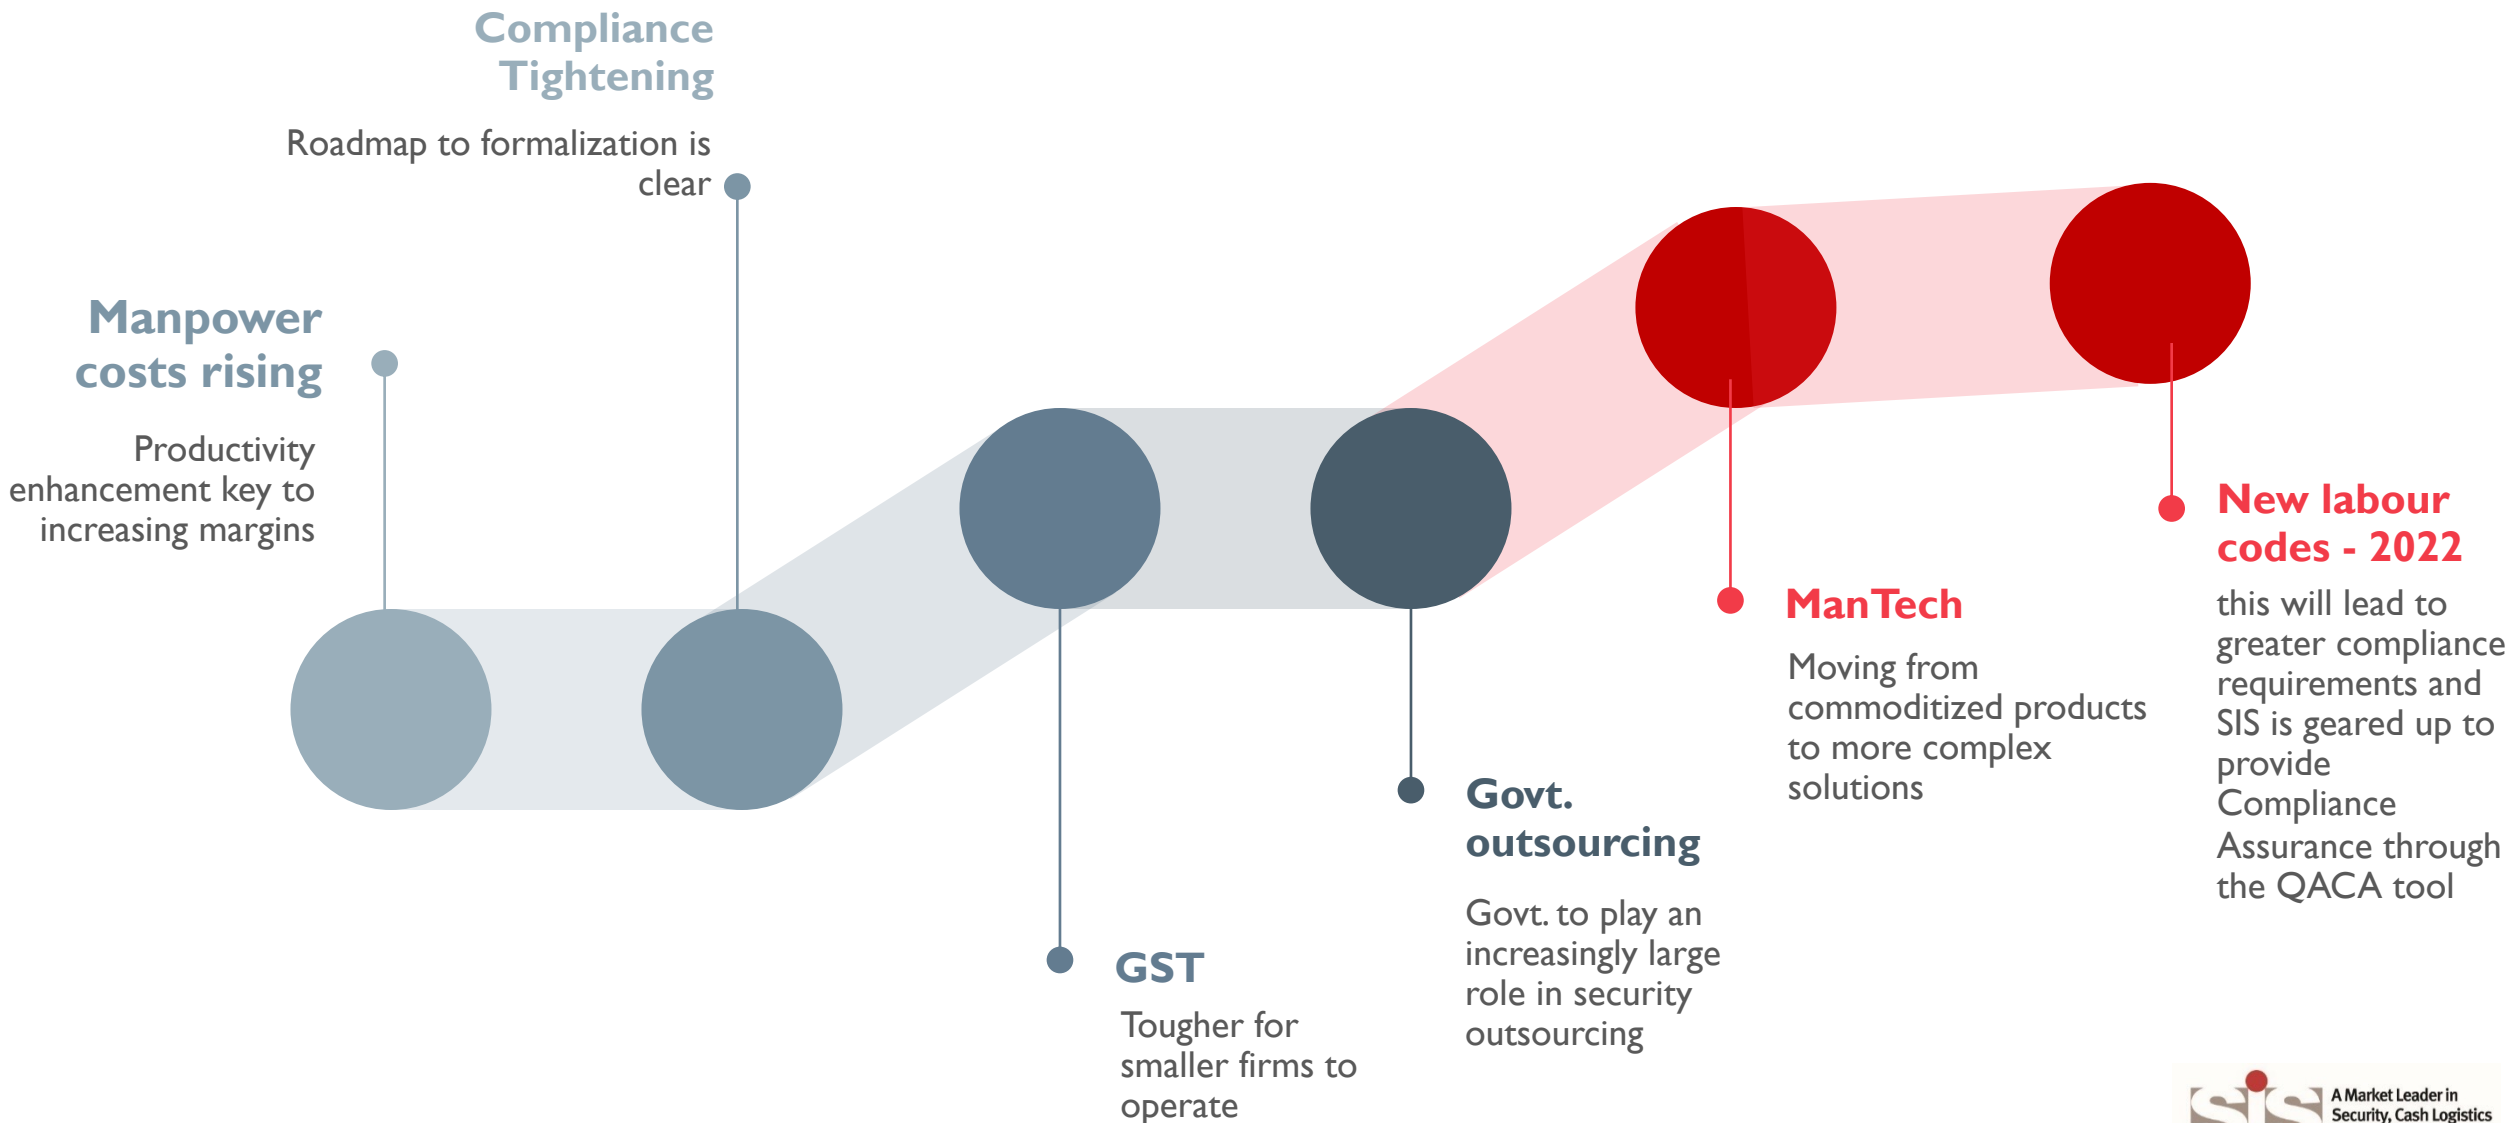 Compliance
Tightening
Roadmap to formalization is
clear
Manpower
costs rising
Productivity
enhancement key to
increasing margins
GST
Tougher for
smaller firms to
operate
Govt.
outsourcing
Govt. to play an
increasingly large
role in security
outsourcing
ManTech
Moving from
commoditized products
to more complex
solutions
New labour
codes - 2022
this will lead to
greater compliance
requirements and
SIS is geared up to
provide
Compliance
Assurance through
the QACA tool
SiS
A Market Leader in
Security, Cash Logistics